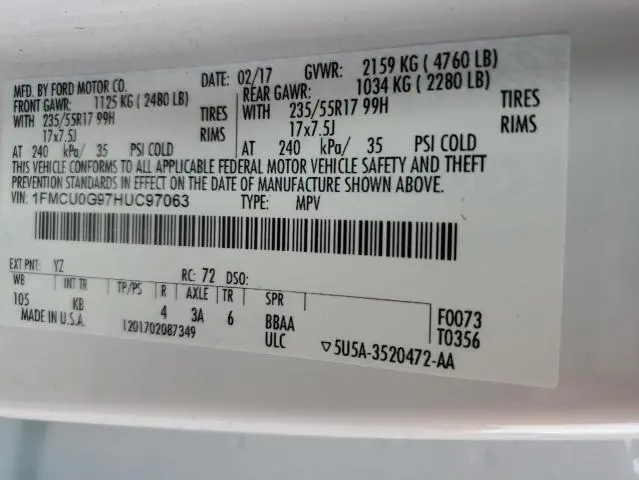 MFD. BY FORD MOTOR CO. DATE: 02/17 GVWR: 2159 KG ( 4760 LB)
FRONT GAWR: 1125 KG ( 2480 LB) REAR GAWR: 1034 KG ( 2280 LB)
WITH 235/55R17 99H TIRES WITH 235/55R17 99H TIRES
17x7.5J RIMS 17x7.5J RIMS
AT 240 kPa/ 35 PSI COLD AT 240 kPa/ 35 PSI COLD
THIS VEHICLE CONFORMS TO ALL APPLICABLE FEDERAL MOTOR VEHICLE SAFETY AND THEFT
PREVENTION STANDARDS IN EFFECT ON THE DATE OF MANUFACTURE SHOWN ABOVE.
VIN: 1FMCU0G97HUC97063 TYPE: MPV
EXT PNT: YZ RC: 72 DSO:
WB INT TR TP/PS R AXLE TR SPR
105 KB 4 3A 6 BBAA F0073
MADE IN U.S.A. 1201702087349 ULC ▽5U5A-3520472-AA T0356